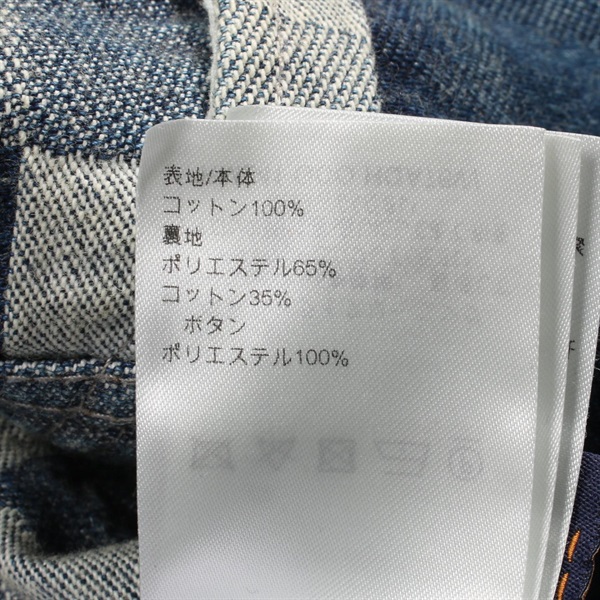 表地/本体
コットン100%
裏地
ポリエステル65%
コットン35%
ボタン
ポリエステル100%